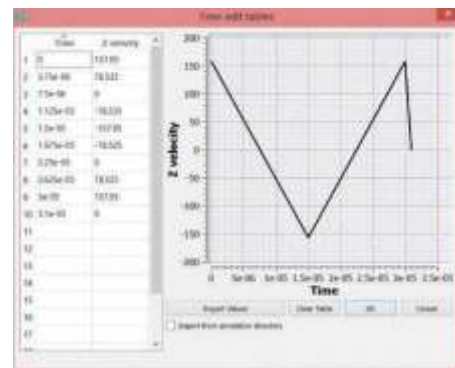 Time edit tables
Time Z velocity
1 0 157.05
2 3.75e-06 78.525
3 7.5e-06 0
4 1.125e-05 -78.525
5 1.5e-05 -157.05
6 1.875e-05 -78.525
7 2.25e-05 0
8 2.625e-05 78.525
9 3e-05 157.05
10 3.1e-05 0
11
12
13
14
15
16
17
200
150
100
50
0
-50
-100
-150
-200
Z velocity
0 5e-06 1e-05 1.5e-05 2e-05 2.5e-05 3e-05 3.5e-05
Time
Import Values Clear Table OK Cancel
Import from simulation directory